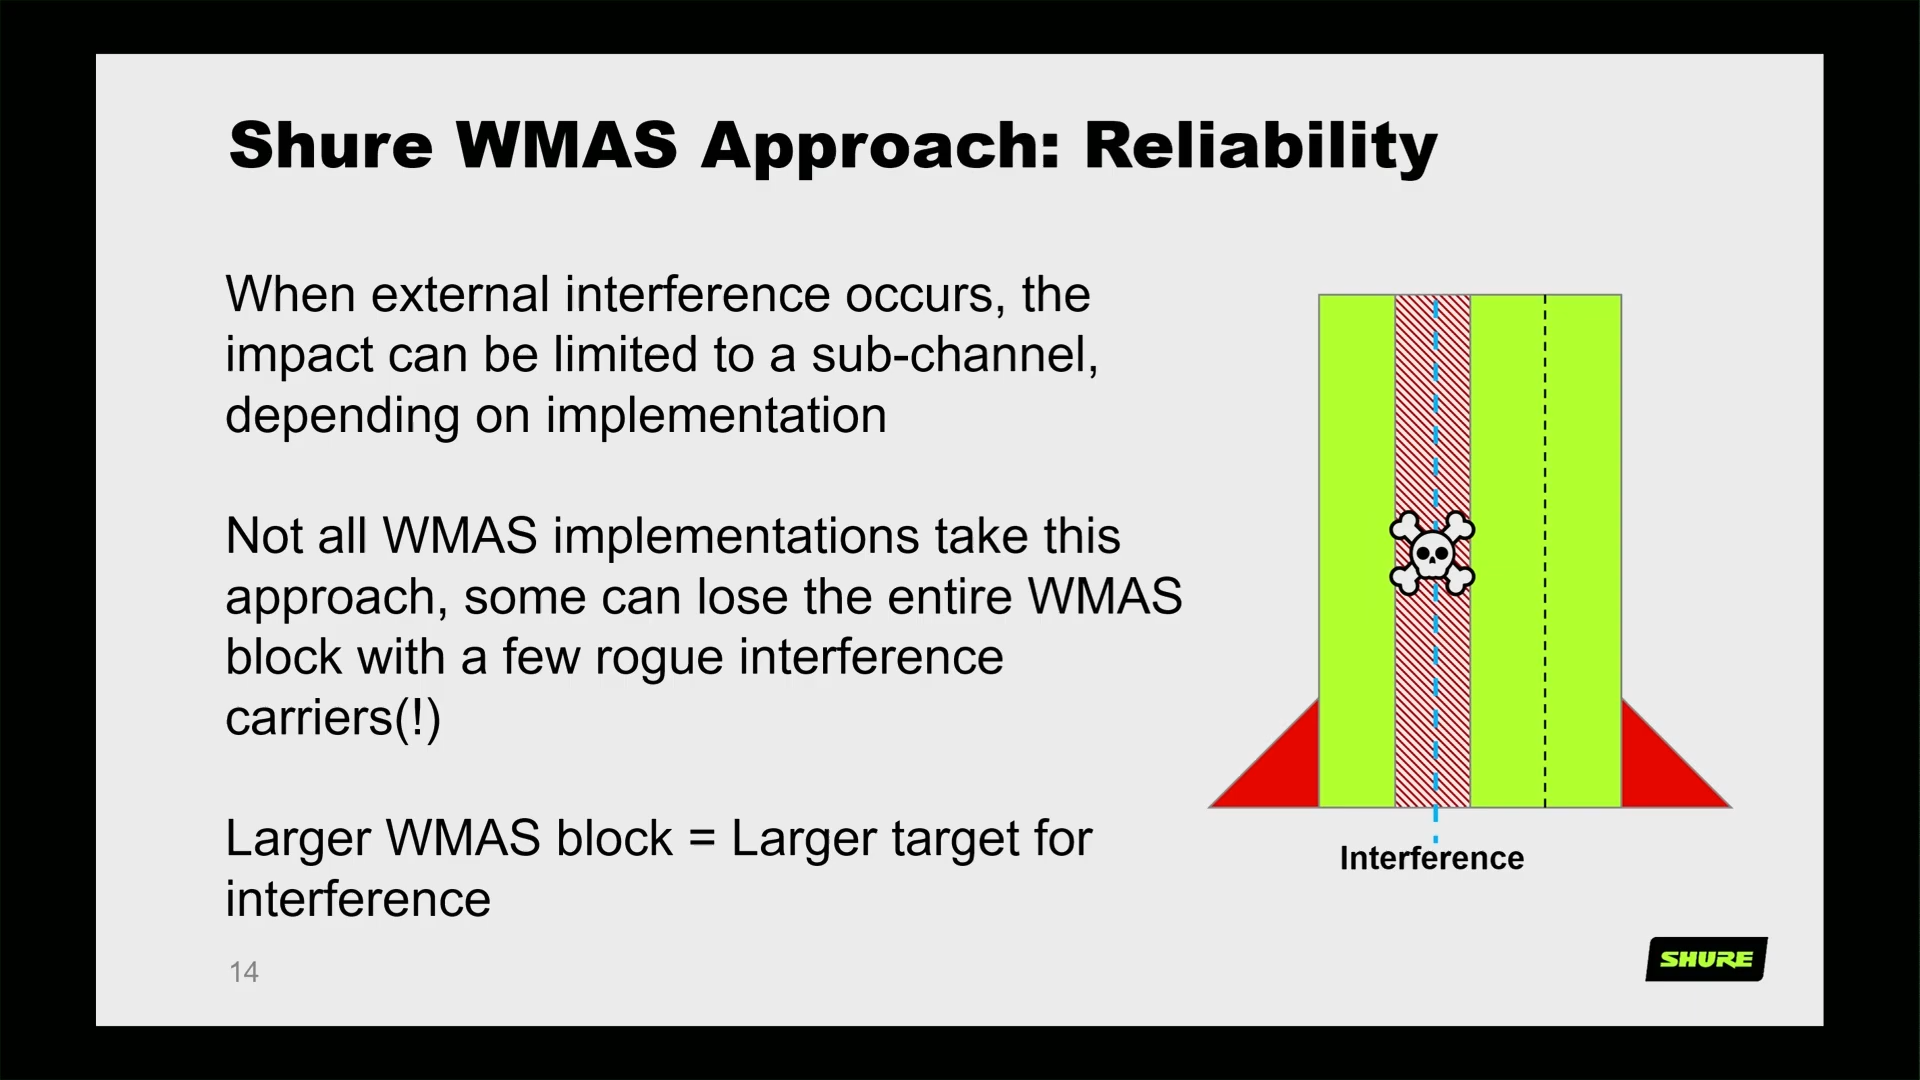 Shure WMAS Approach: Reliability
When external interference occurs, the
impact can be limited to a sub-channel,
depending on implementation
Not all WMAS implementations take this
approach, some can lose the entire WMAS
block with a few rogue interference
carriers(!)
Larger WMAS block = Larger target for
interference
Interference
14
SHURE